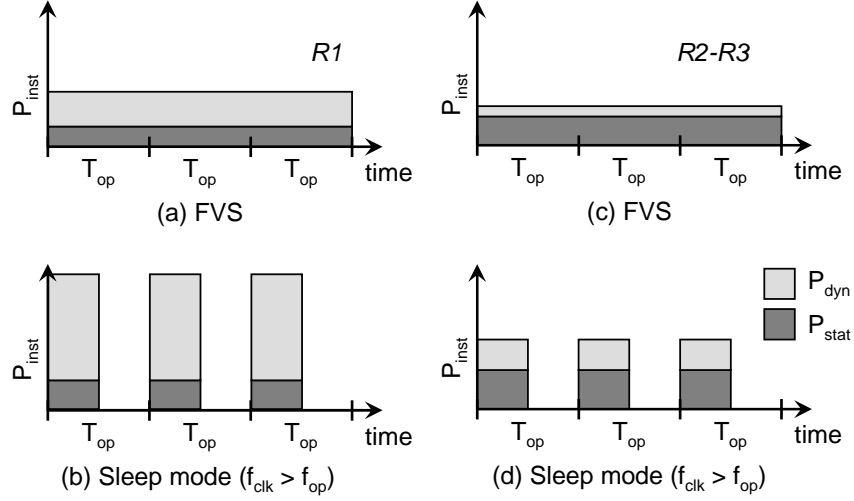 R1
P_inst
T_op T_op T_op time
(a) FVS
R2-R3
P_inst
T_op T_op T_op time
(c) FVS
P_inst
T_op T_op T_op time
(b) Sleep mode (f_clk > f_op)
P_dyn
P_stat
P_inst
T_op T_op T_op time
(d) Sleep mode (f_clk > f_op)